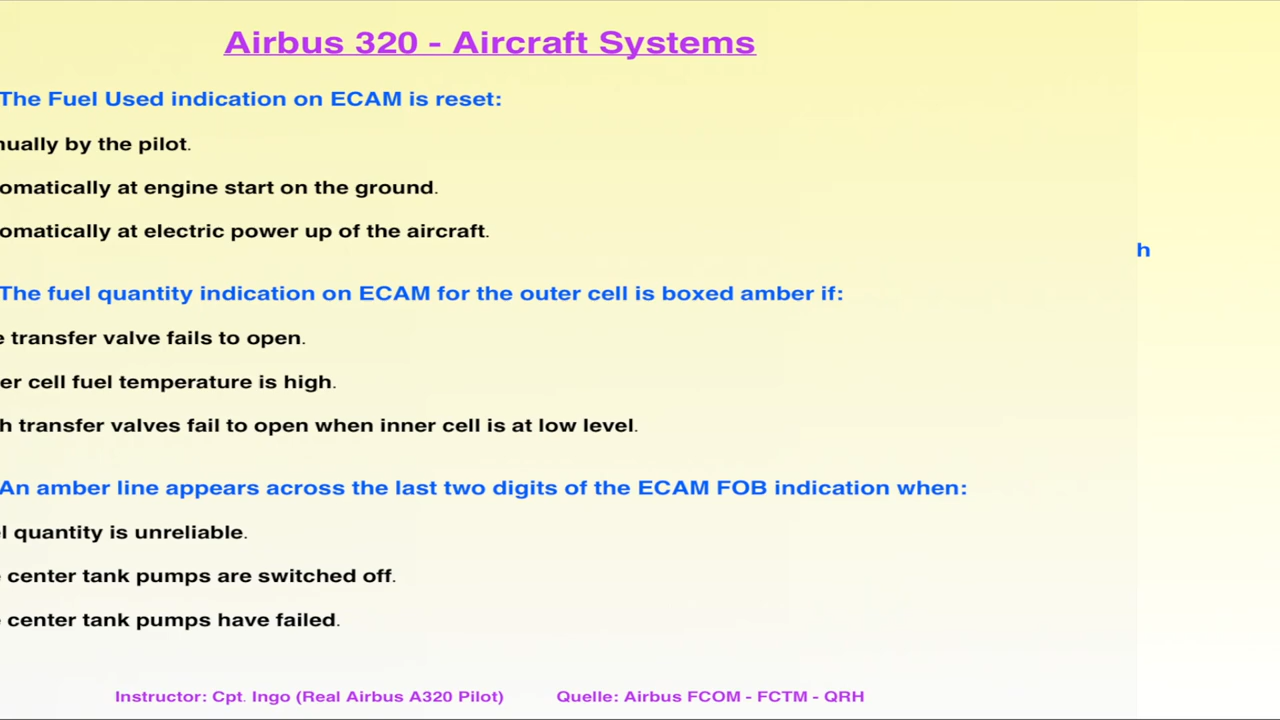 Airbus 320 - Aircraft Systems
The Fuel Used indication on ECAM is reset:
nually by the pilot.
omatically at engine start on the ground.
omatically at electric power up of the aircraft.
h
The fuel quantity indication on ECAM for the outer cell is boxed amber if:
e transfer valve fails to open.
er cell fuel temperature is high.
h transfer valves fail to open when inner cell is at low level.
An amber line appears across the last two digits of the ECAM FOB indication when:
l quantity is unreliable.
center tank pumps are switched off.
center tank pumps have failed.
Instructor: Cpt. Ingo (Real Airbus A320 Pilot) Quelle: Airbus FCOM - FCTM - QRH